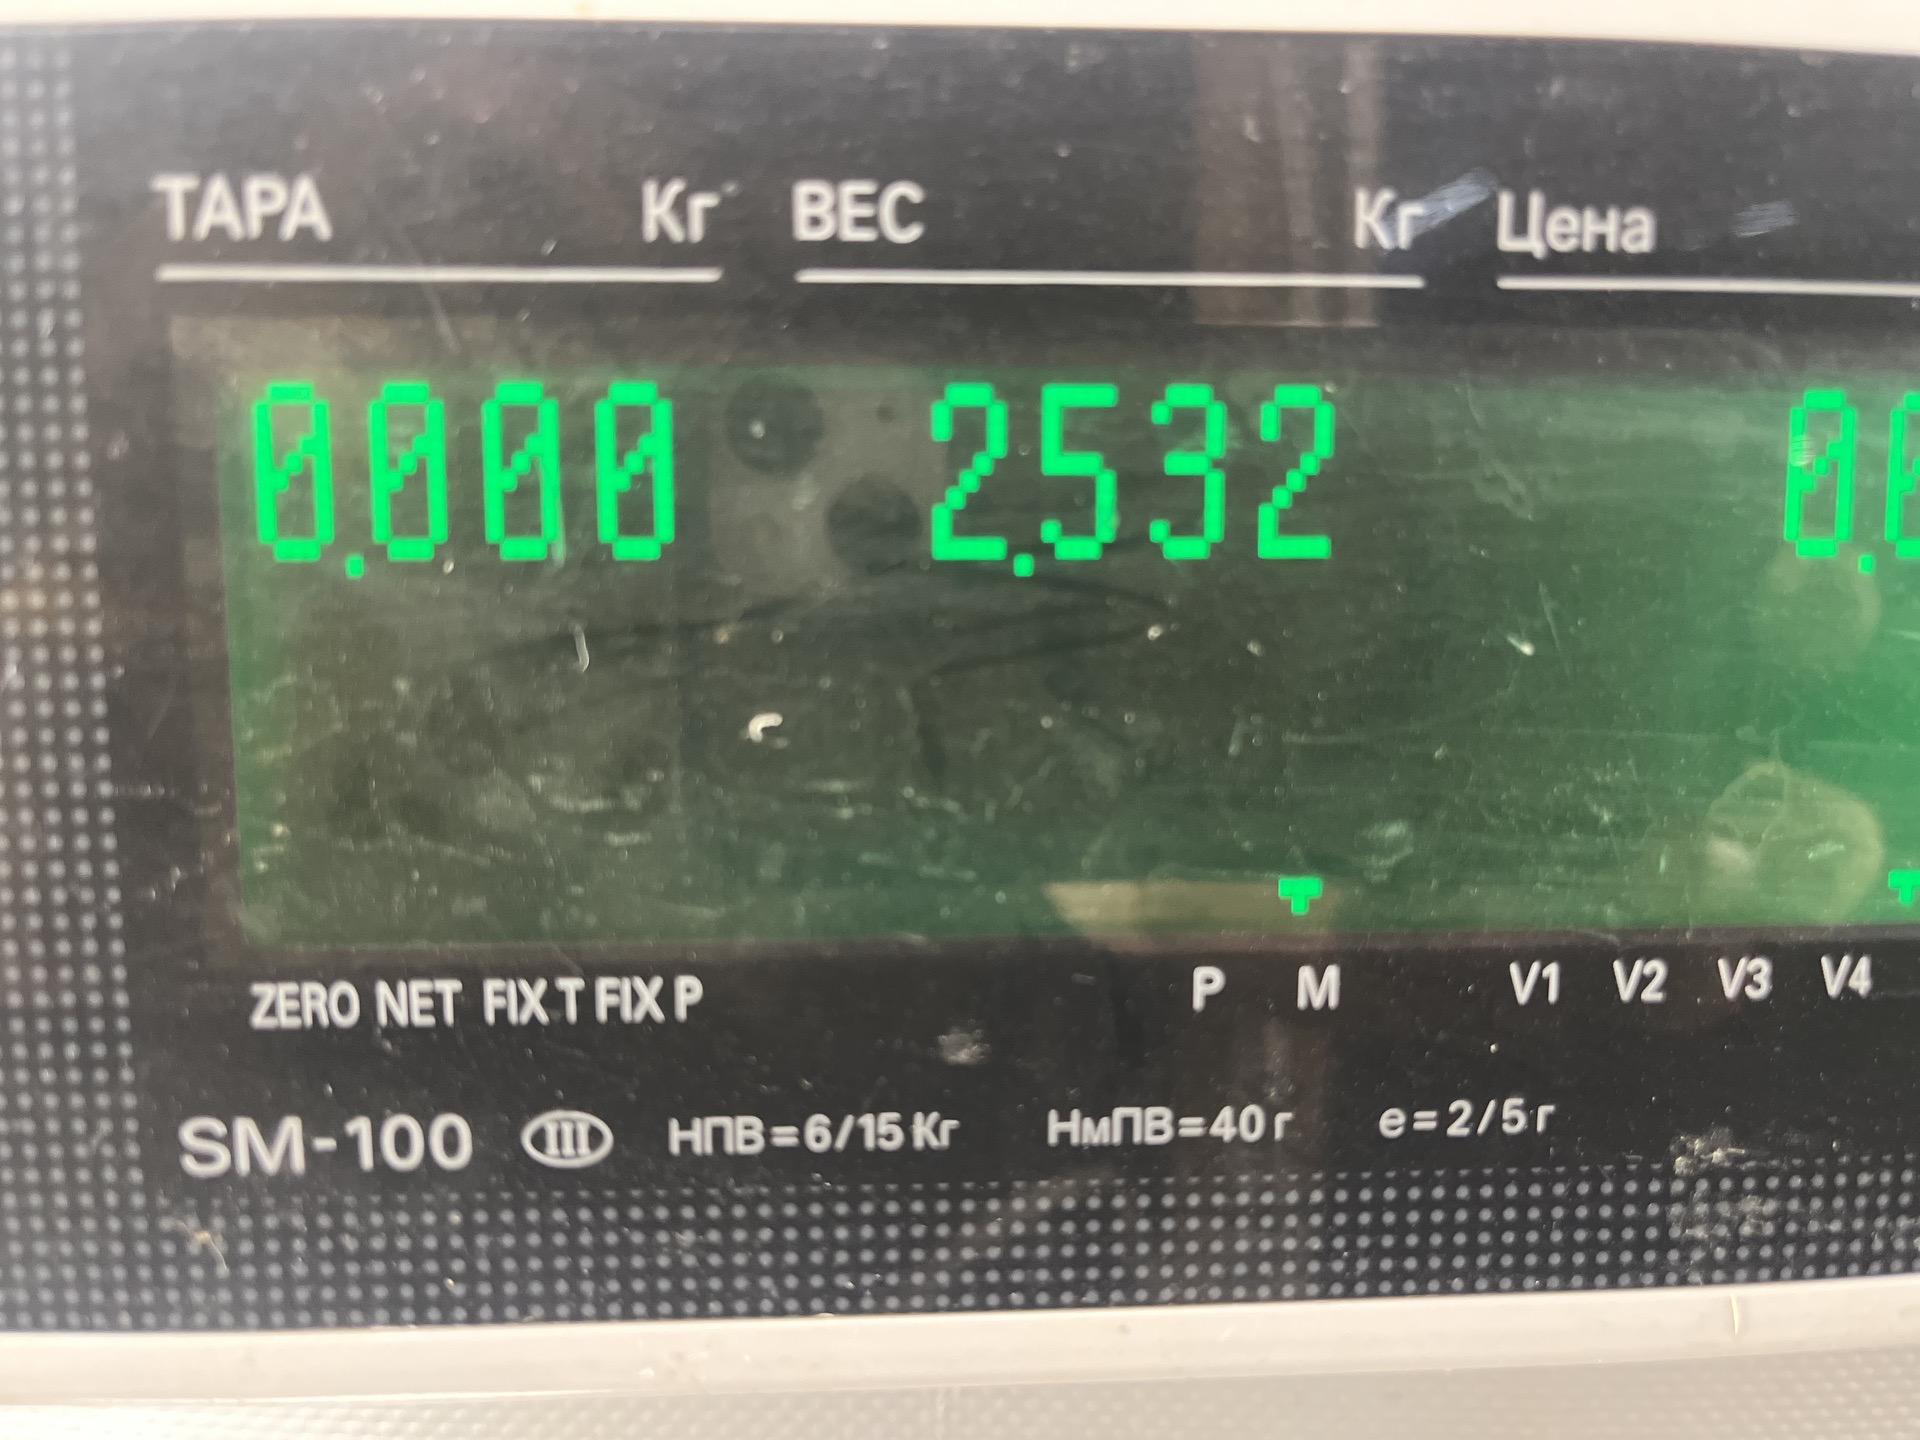 ТАРА Кг ВЕС Кг Цена
0.000 2.532 0.
ZERO NET FIX T FIX P P M V1 V2 V3 V4
SM-100 III НПВ=6/15 Кг НмПВ=40 г e=2/5 г